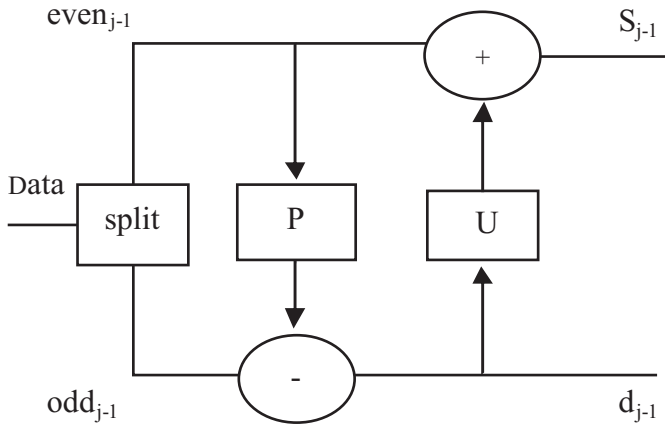 even_{j-1}
S_{j-1}
+
Data
split
P
U
-
odd_{j-1}
d_{j-1}